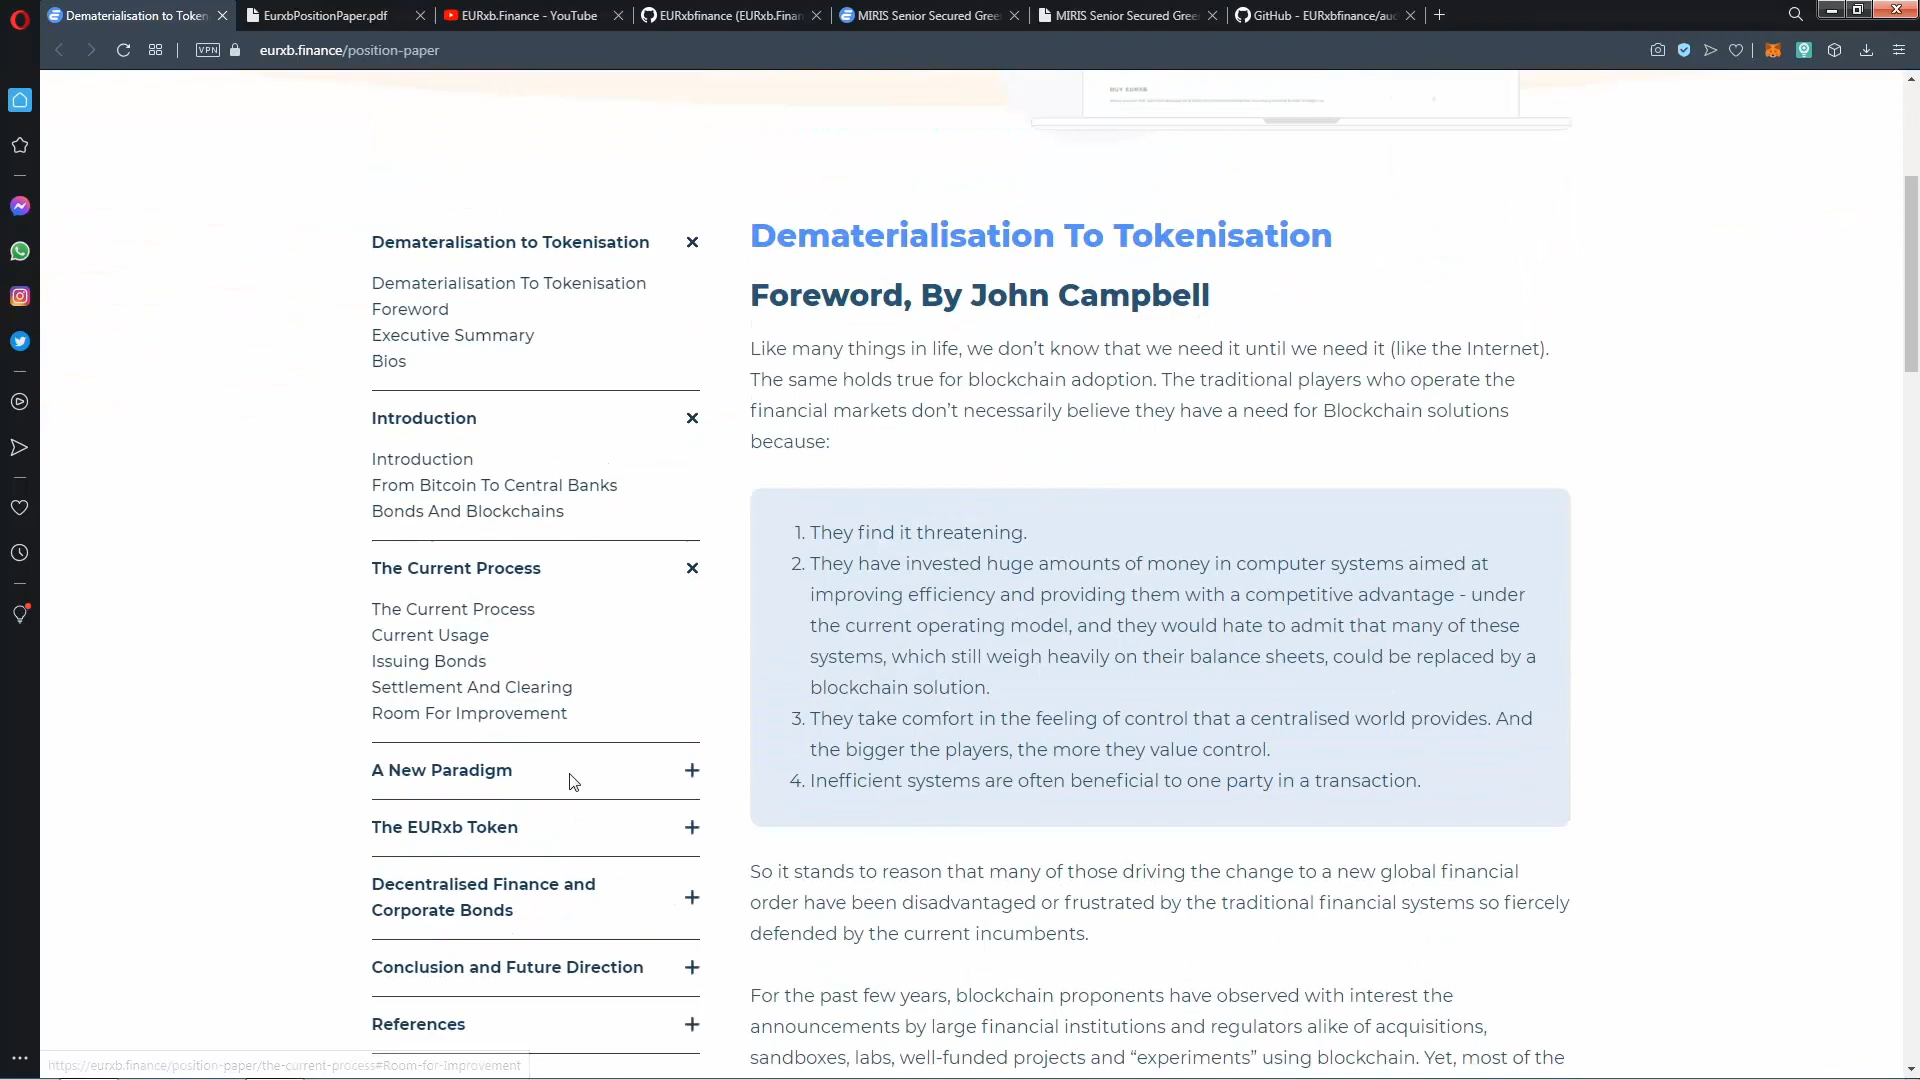 Dematerialisation to Token
EurxbPositionPaper.pdf
EURxb.Finance - YouTube
EURxbfinance (EURxb.Finan
MIRIS Senior Secured Gree
MIRIS Senior Secured Gree
GitHub - EURxbfinance/aud
VPN
eurxb.finance/position-paper
BUY EURXB
Demateralisation to Tokenisation
Dematerialisation To Tokenisation
Foreword
Executive Summary
Bios
Introduction
Introduction
From Bitcoin To Central Banks
Bonds And Blockchains
The Current Process
The Current Process
Current Usage
Issuing Bonds
Settlement And Clearing
Room For Improvement
A New Paradigm
The EURxb Token
Decentralised Finance and
Corporate Bonds
Conclusion and Future Direction
References
Dematerialisation To Tokenisation
Foreword, By John Campbell
Like many things in life, we don’t know that we need it until we need it (like the Internet).
The same holds true for blockchain adoption. The traditional players who operate the
financial markets don’t necessarily believe they have a need for Blockchain solutions
because:
1. They find it threatening.
2. They have invested huge amounts of money in computer systems aimed at
improving efficiency and providing them with a competitive advantage - under
the current operating model, and they would hate to admit that many of these
systems, which still weigh heavily on their balance sheets, could be replaced by a
blockchain solution.
3. They take comfort in the feeling of control that a centralised world provides. And
the bigger the players, the more they value control.
4. Inefficient systems are often beneficial to one party in a transaction.
So it stands to reason that many of those driving the change to a new global financial
order have been disadvantaged or frustrated by the traditional financial systems so fiercely
defended by the current incumbents.
For the past few years, blockchain proponents have observed with interest the
announcements by large financial institutions and regulators alike of acquisitions,
sandboxes, labs, well-funded projects and “experiments” using blockchain. Yet, most of the
https://eurxb.finance/position-paper/the-current-process#Room-for-Improvement